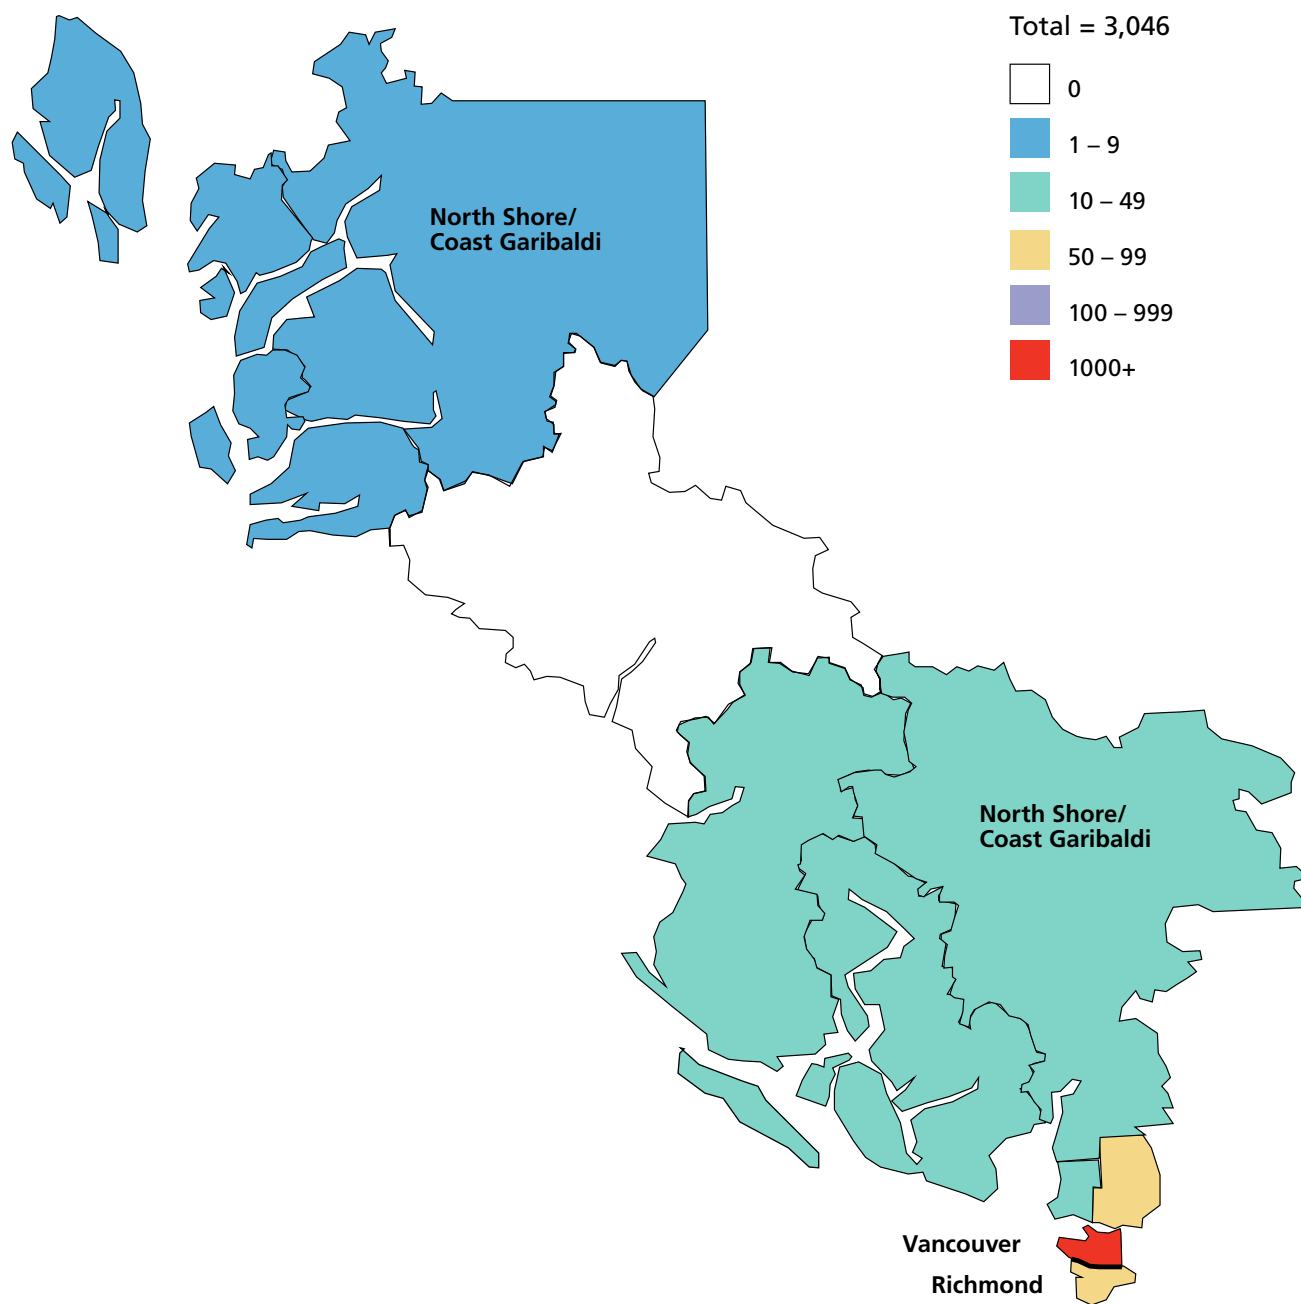 Total = 3,046
0
1 – 9
10 – 49
50 – 99
100 – 999
1000+
North Shore/
Coast Garibaldi
North Shore/
Coast Garibaldi
Vancouver
Richmond